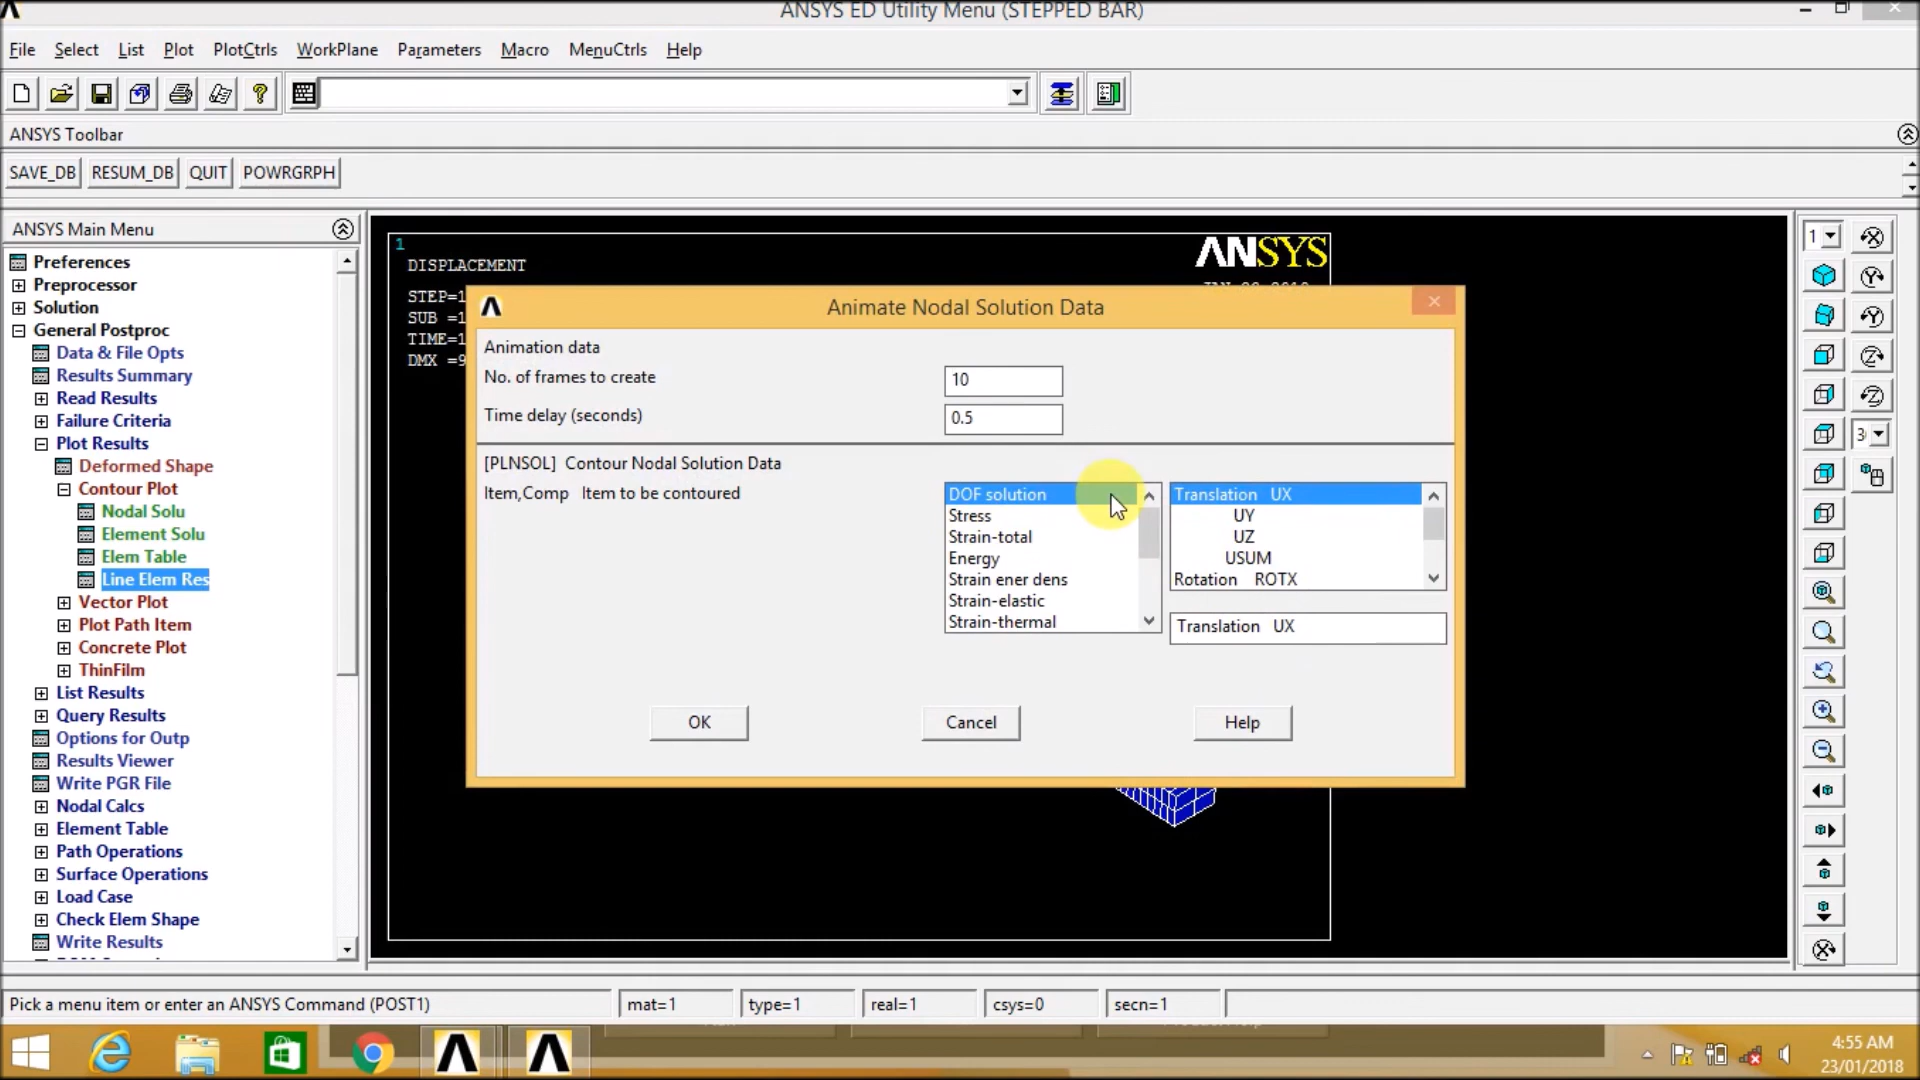 ANSYS ED Utility Menu (STEPPED BAR)
File Select List Plot PlotCtrls WorkPlane Parameters Macro MenuCtrls Help
ANSYS Toolbar
SAVE_DB RESUM_DB QUIT POWRGRPH
ANSYS Main Menu
Preferences
Preprocessor
Solution
General Postproc
Data & File Opts
Results Summary
Read Results
Failure Criteria
Plot Results
Deformed Shape
Contour Plot
Nodal Solu
Element Solu
Elem Table
Line Elem Res
Vector Plot
Plot Path Item
Concrete Plot
ThinFilm
List Results
Query Results
Options for Outp
Results Viewer
Write PGR File
Nodal Calcs
Element Table
Path Operations
Surface Operations
Load Case
Check Elem Shape
Write Results
1
DISPLACEMENT
STEP=1
SUB =1
TIME=1
DMX =9
ANSYS
Animate Nodal Solution Data
Animation data
No. of frames to create 10
Time delay (seconds) 0.5
[PLNSOL] Contour Nodal Solution Data
Item,Comp Item to be contoured
DOF solution
Stress
Strain-total
Energy
Strain ener dens
Strain-elastic
Strain-thermal
Translation UX
UY
UZ
USUM
Rotation ROTX
Translation UX
OK Cancel Help
1
3
Pick a menu item or enter an ANSYS Command (POST1)
mat=1 type=1 real=1 csys=0 secn=1
4:55 AM
23/01/2018